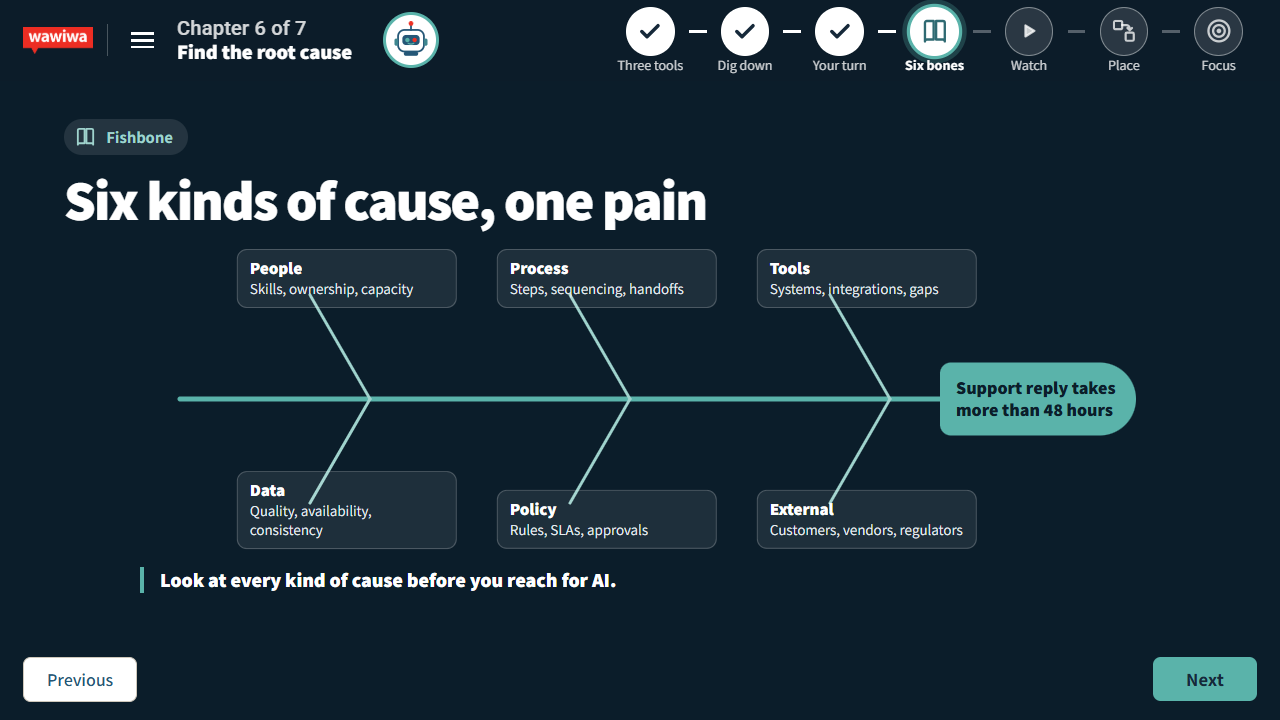 wawiwa
Chapter 6 of 7
Find the root cause
Three tools
Dig down
Your turn
Six bones
Watch
Place
Focus
Fishbone
Six kinds of cause, one pain
People
Skills, ownership, capacity
Process
Steps, sequencing, handoffs
Tools
Systems, integrations, gaps
Support reply takes
more than 48 hours
Data
Quality, availability,
consistency
Policy
Rules, SLAs, approvals
External
Customers, vendors, regulators
Look at every kind of cause before you reach for AI.
Previous
Next